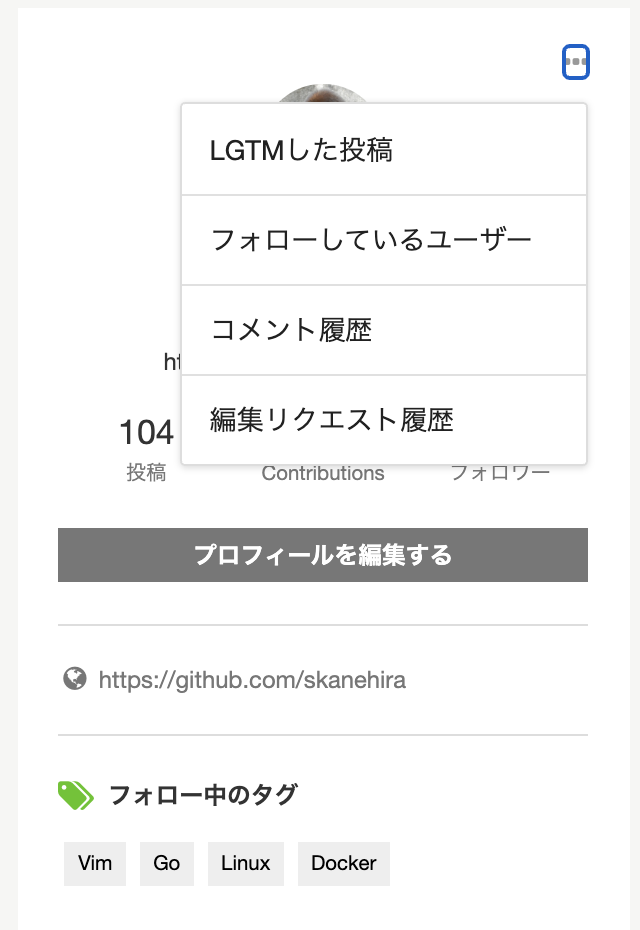 LGTMした投稿
フォローしているユーザー
コメント履歴
編集リクエスト履歴
104
投稿
Contributions
フォロワー
プロフィールを編集する
https://github.com/skanehira
フォロー中のタグ
Vim Go Linux Docker